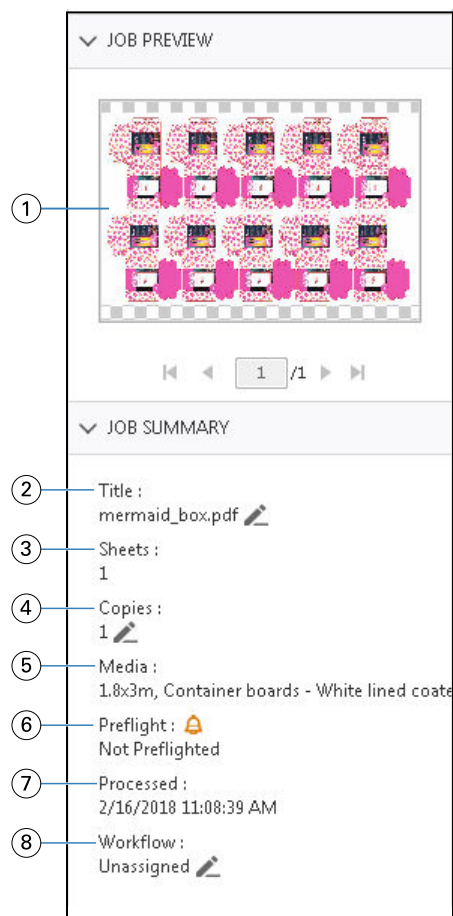 JOB PREVIEW
1
1 /1
JOB SUMMARY
2
Title :
mermaid_box.pdf
3
Sheets :
1
4
Copies :
1
5
Media :
1.8x3m, Container boards - White lined coate
6
Preflight :
Not Preflighted
7
Processed :
2/16/2018 11:08:39 AM
8
Workflow :
Unassigned